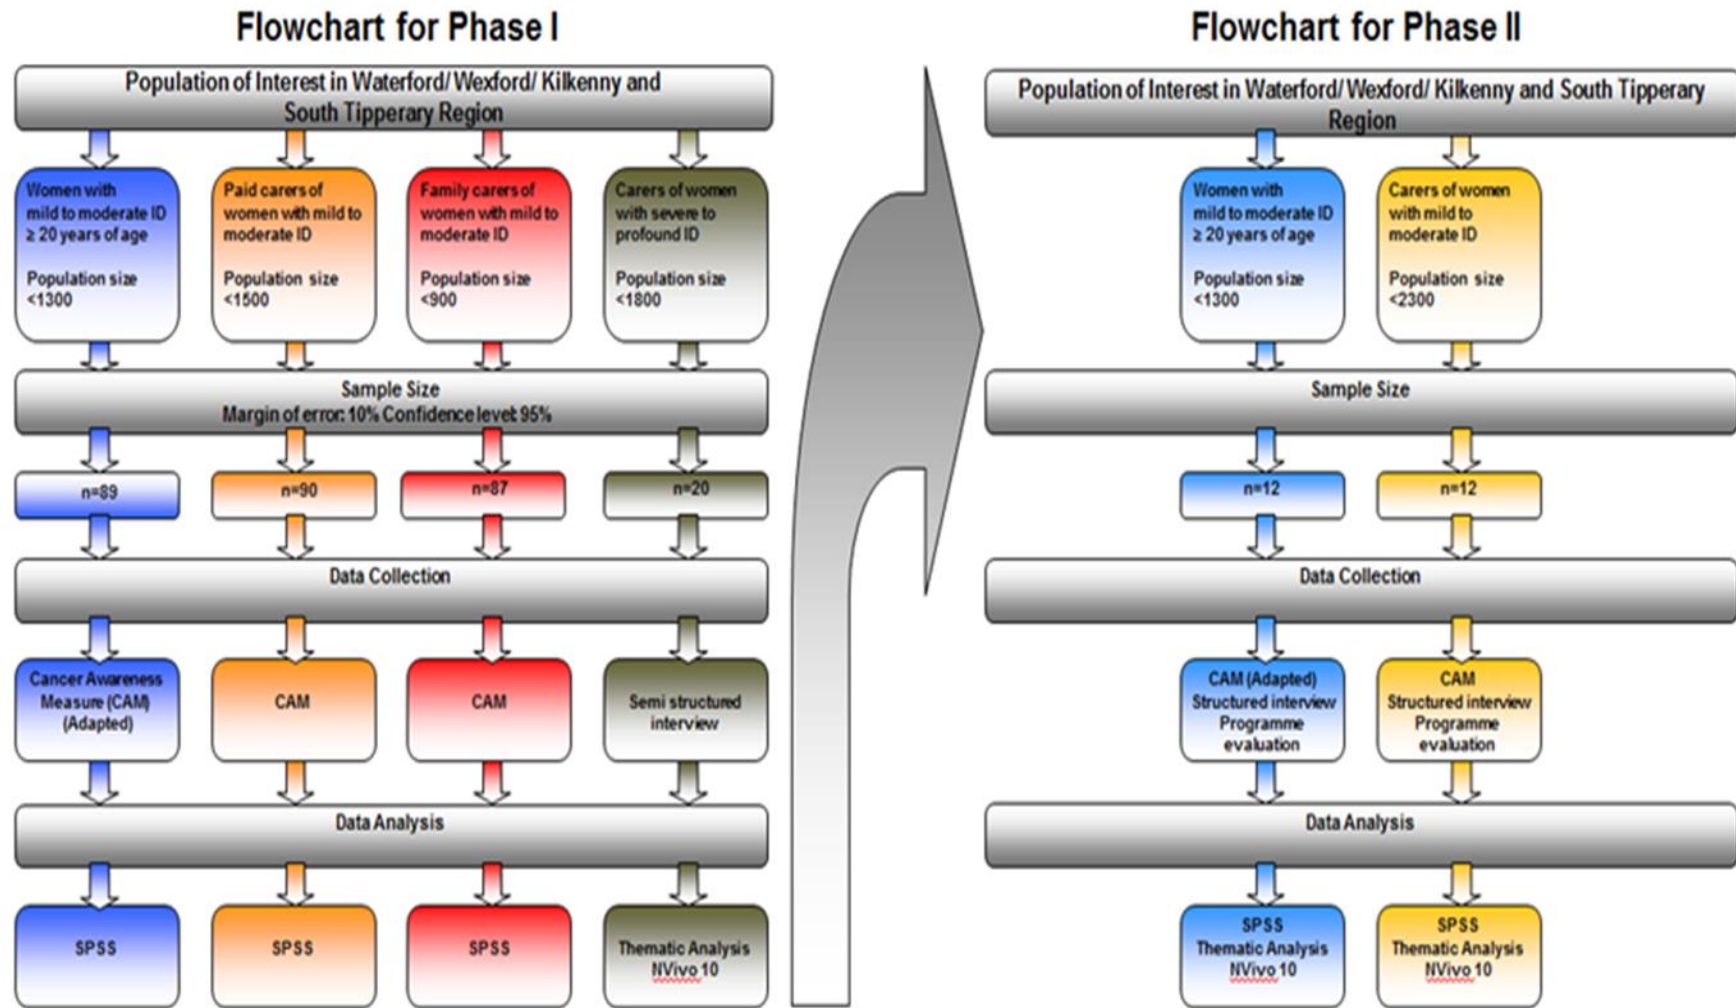 Flowchart for Phase I
Population of Interest in Waterford/ Wexford/ Kilkenny and
South Tipperary Region
Women with
mild to moderate ID
≥ 20 years of age
Population size
<1300
Paid carers of
women with mild to
moderate ID
Population size
<1500
Family carers of
women with mild to
moderate ID
Population size
<900
Carers of women
with severe to
profound ID
Population size
<1800
Sample Size
Margin of error: 10% Confidence level: 95%
n=89
n=90
n=87
n=20
Data Collection
Cancer Awareness
Measure (CAM)
(Adapted)
CAM
CAM
Semi structured
interview
Data Analysis
SPSS
SPSS
SPSS
Thematic Analysis
NVivo 10
Flowchart for Phase II
Population of Interest in Waterford/ Wexford/ Kilkenny and South Tipperary
Region
Women with
mild to moderate ID
≥ 20 years of age
Population size
<1300
Carers of women
with mild to
moderate ID
Population size
<2300
Sample Size
n=12
n=12
Data Collection
CAM (Adapted)
Structured interview
Programme
evaluation
CAM
Structured interview
Programme
evaluation
Data Analysis
SPSS
Thematic Analysis
NVivo 10
SPSS
Thematic Analysis
NVivo 10